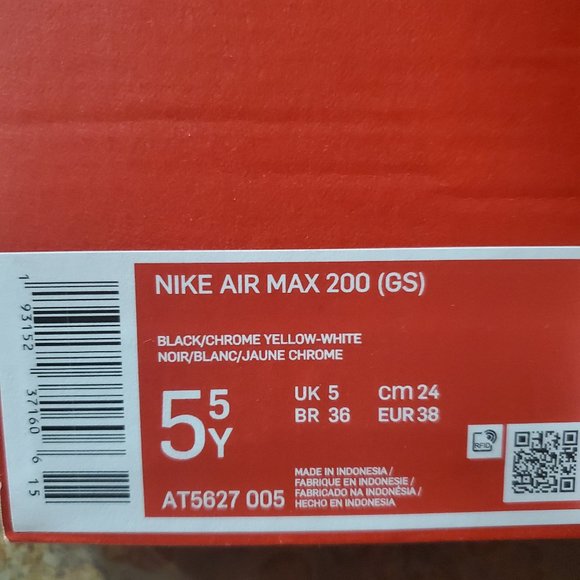 NIKE AIR MAX 200 (GS)
BLACK/CHROME YELLOW-WHITE
NOIR/BLANC/JAUNE CHROME
5.5Y
UK 5 cm 24
BR 36 EUR 38
AT5627 005
MADE IN INDONESIA /
FABRIQUE EN INDONESIE /
FABRICADO NA INDONÉSIA /
HECHO EN INDONESIA
RFID
1 93152 37160 6 15